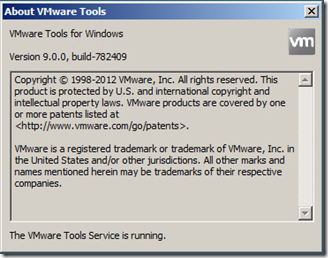 About VMware Tools
VMware Tools for Windows
vm
Version 9.0.0, build-782409
Copyright © 1998-2012 VMware, Inc. All rights reserved. This
product is protected by U.S. and international copyright and
intellectual property laws. VMware products are covered by one
or more patents listed at
<http://www.vmware.com/go/patents>.
VMware is a registered trademark or trademark of VMware, Inc. in
the United States and/or other jurisdictions. All other marks and
names mentioned herein may be trademarks of their respective
companies.
The VMware Tools Service is running.